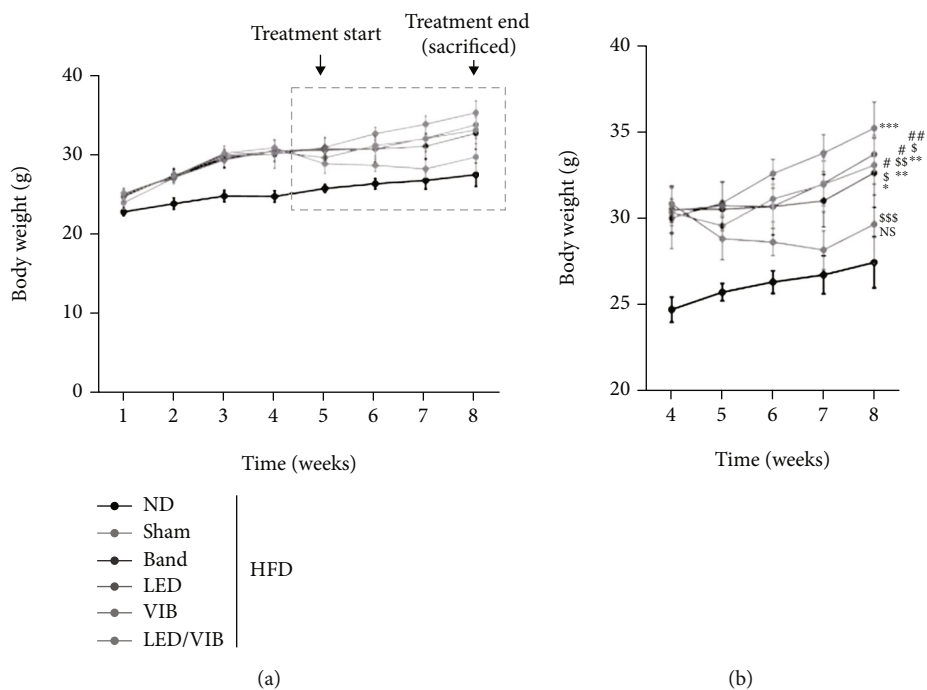 Treatment start
Treatment end
(sacrificed)
40
30
20
10
0
Body weight (g)
1 2 3 4 5 6 7 8
Time (weeks)
ND
Sham
Band
LED
VIB
LED/VIB
HFD
(a)
40
35
30
25
20
Body weight (g)
***
##
# $
# $$ **
$ **
*
$$$
NS
4 5 6 7 8
Time (weeks)
(b)